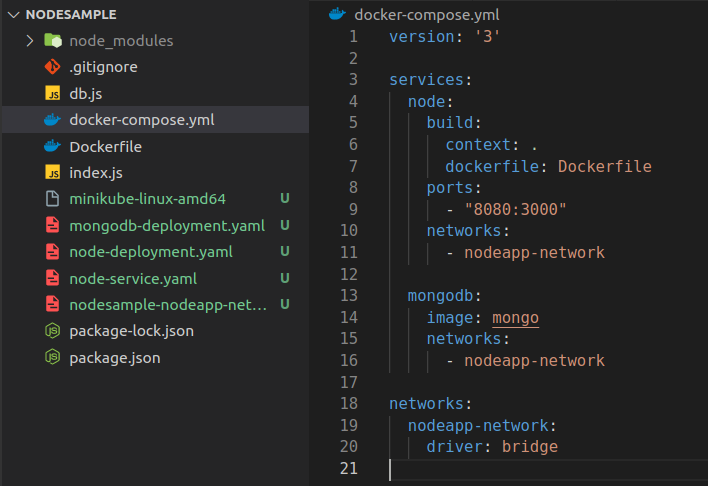 NODESAMPLE
node_modules
.gitignore
JS db.js
docker-compose.yml
Dockerfile
JS index.js
minikube-linux-amd64 U
mongodb-deployment.yaml U
node-deployment.yaml U
node-service.yaml U
nodesample-nodeapp-net... U
package-lock.json
package.json
docker-compose.yml
1 version: '3'
2
3 services:
4 node:
5 build:
6 context: .
7 dockerfile: Dockerfile
8 ports:
9 - "8080:3000"
10 networks:
11 - nodeapp-network
12
13 mongodb:
14 image: mongo
15 networks:
16 - nodeapp-network
17
18 networks:
19 nodeapp-network:
20 driver: bridge
21